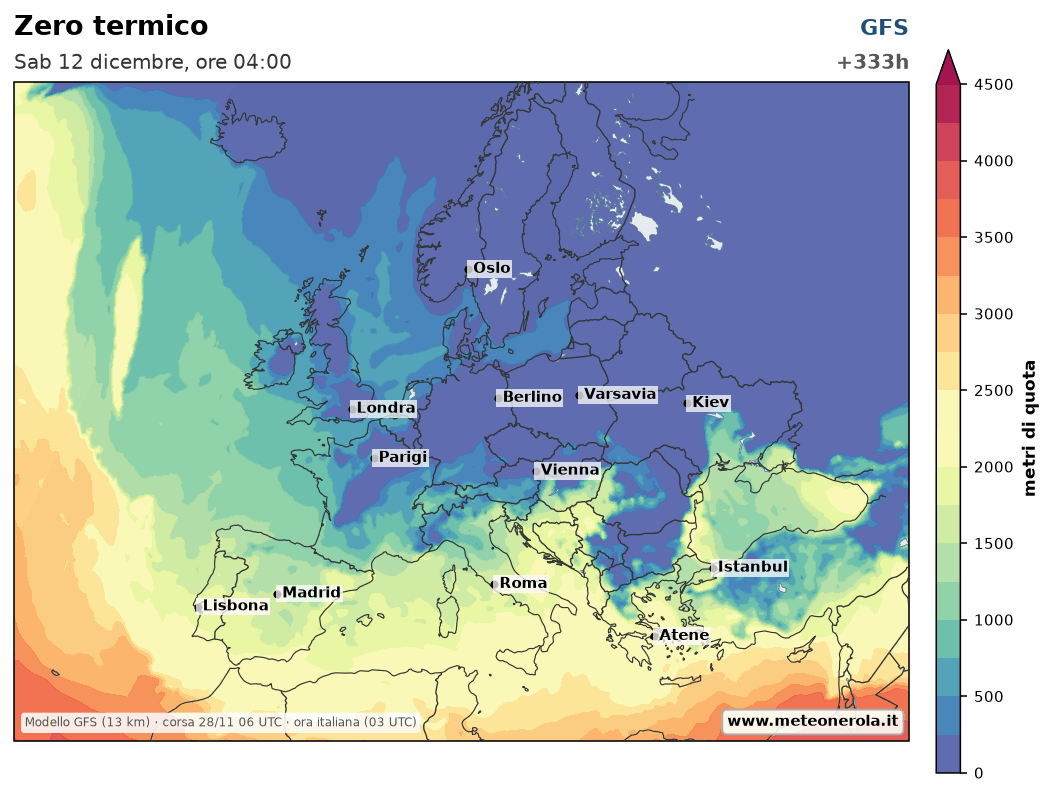 Zero termico
GFS
Sab 12 dicembre, ore 04:00
+333h
4500
4000
3500
3000
2500
2000
1500
1000
500
0
metri di quota
Oslo
Londra
Berlino
Varsavia
Kiev
Parigi
Vienna
Madrid
Lisbona
Roma
Istanbul
Atene
Modello GFS (13 km) · corsa 28/11 06 UTC · ora italiana (03 UTC)
www.meteonerola.it